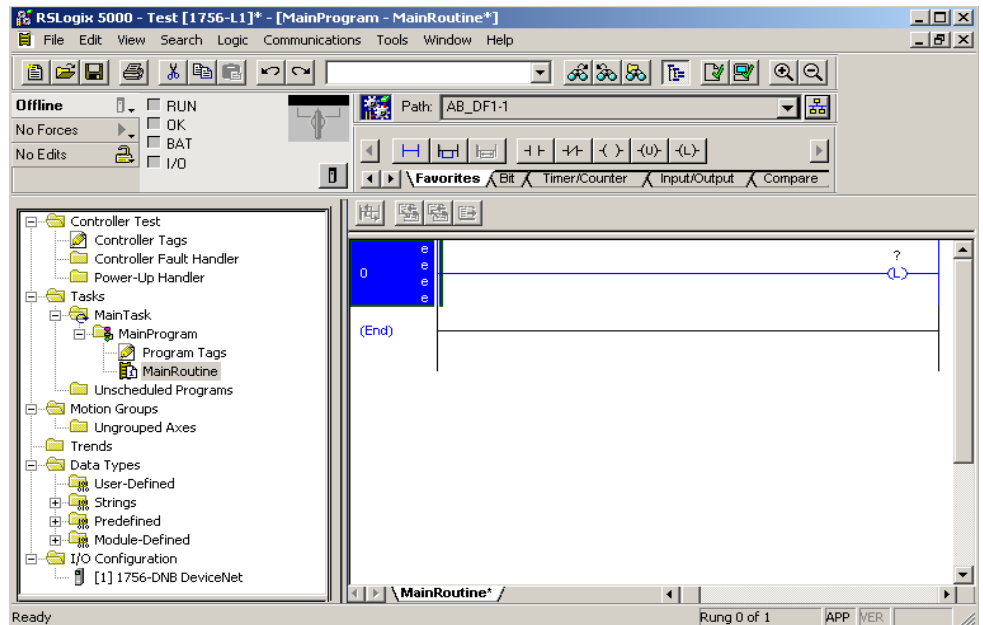 RSLogix 5000 - Test [1756-L1]* - [MainProgram - MainRoutine*]
File Edit View Search Logic Communications Tools Window Help
Offline
RUN
No Forces
OK
No Edits
BAT
I/O
Path: AB_DF1-1
(U) (L)
Favorites Bit Timer/Counter Input/Output Compare
Controller Test
Controller Tags
Controller Fault Handler
Power-Up Handler
Tasks
MainTask
MainProgram
Program Tags
MainRoutine
Unscheduled Programs
Motion Groups
Ungrouped Axes
Trends
Data Types
User-Defined
Strings
Predefined
Module-Defined
I/O Configuration
[1] 1756-DNB DeviceNet
0
e
e
e
e
?
(L)
(End)
MainRoutine*
Ready
Rung 0 of 1
APP
VER